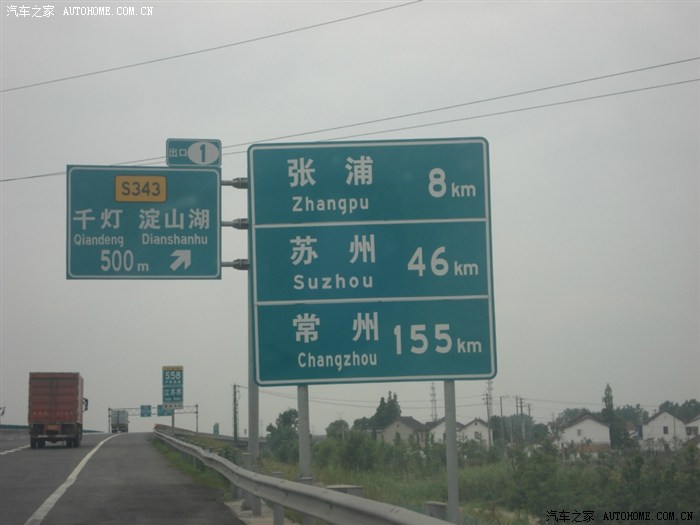 汽车之家 AUTOHOME.COM.CN
出口 1
S343
千灯 淀山湖
Qiandeng Dianshanhu
500 m
张浦 8 km
Zhangpu
苏州 46 km
Suzhou
常州 155 km
Changzhou
S58
汽车之家 AUTOHOME.COM.CN